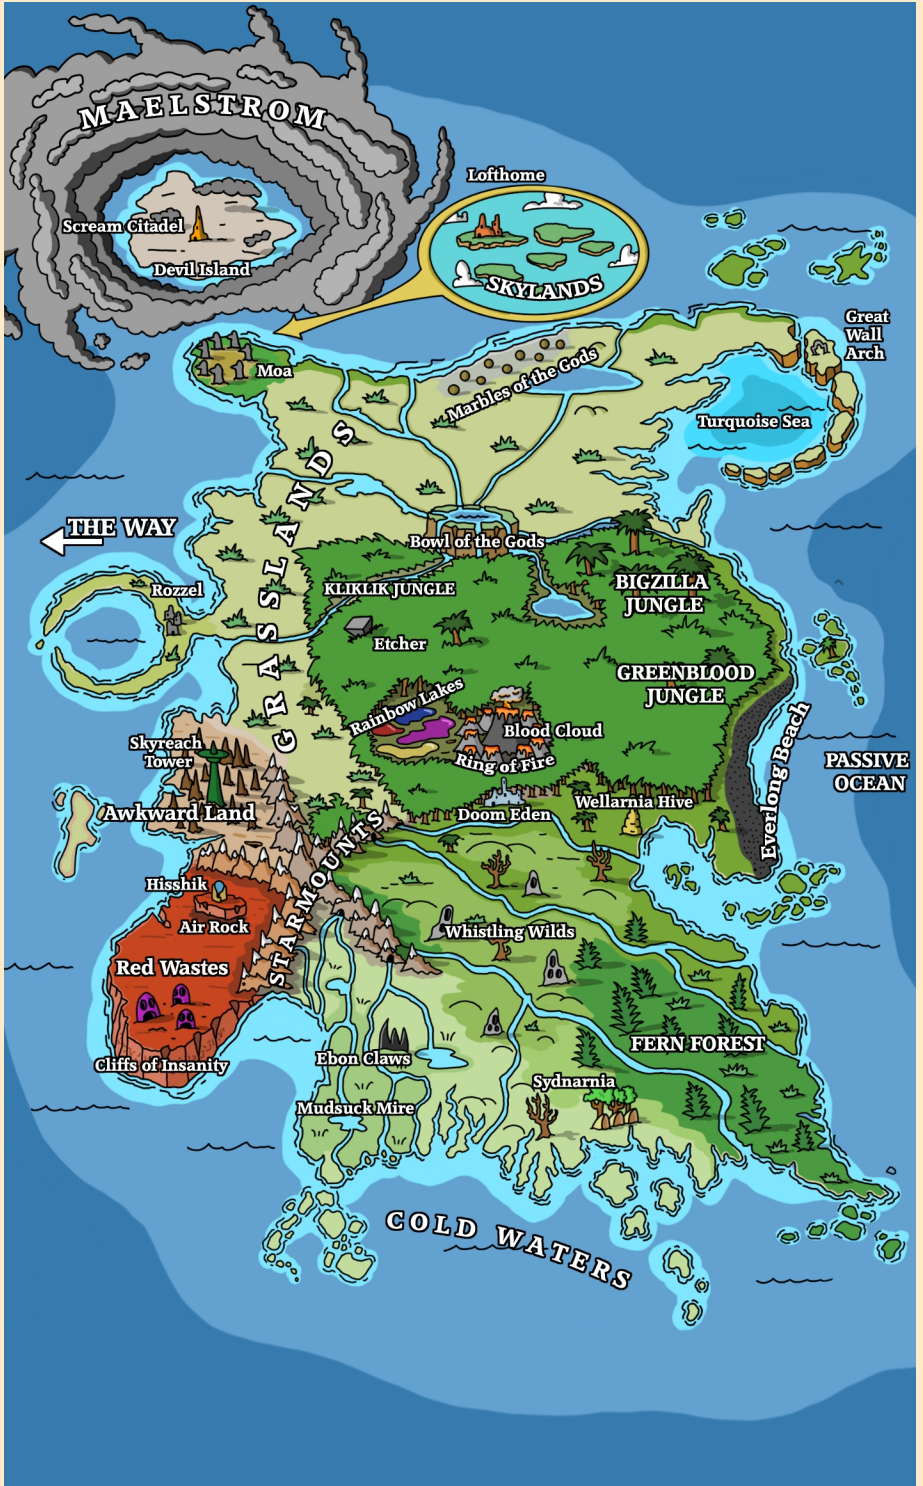 MAELSTROM
Lofthome
Scream Citadel
Devil Island
SKYLANDS
Great
Wall
Arch
Moa
Marbles of the Gods
Turquoise Sea
GRASSLANDS
THE WAY
Bowl of the Gods
Rozzel
KLIKLIK JUNGLE
BIGZILLA
JUNGLE
Etcher
GREENBLOOD
JUNGLE
Rainbow Lakes
Blood Cloud
Ring of Fire
Skyreach
Tower
Everlong Beach
PASSIVE
OCEAN
Awkward Land
Doom Eden
Wellarnia Hive
STARMOUNTS
Hisshik
Air Rock
Whistling Wilds
Red Wastes
FERN FOREST
Cliffs of Insanity
Ebon Claws
Sydnarnia
Mudsuck Mire
COLD WATERS